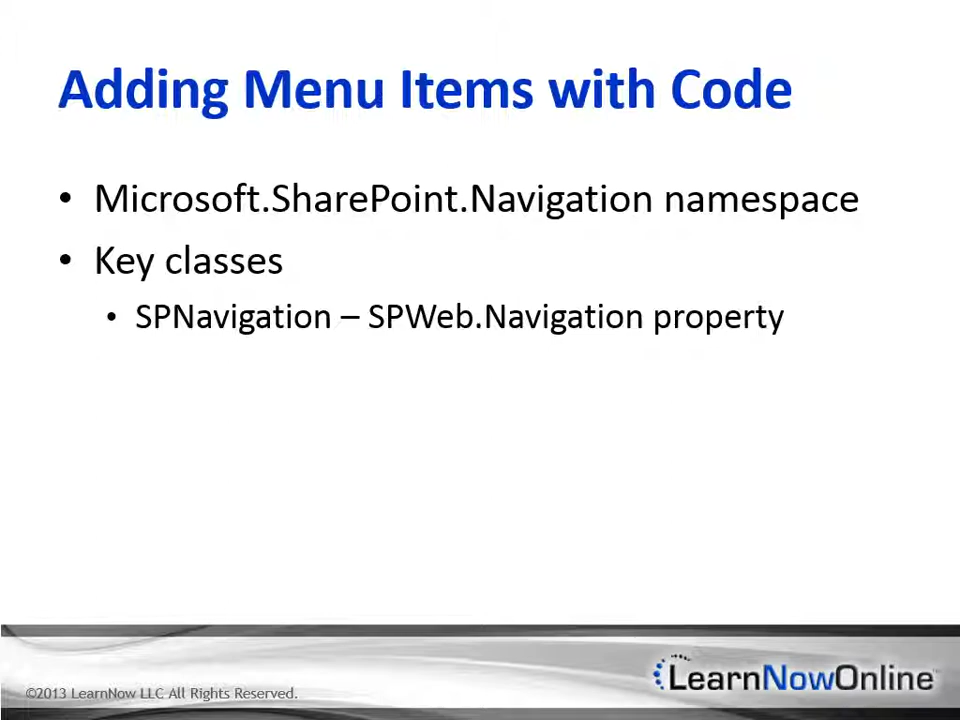 Adding Menu Items with Code
• Microsoft.SharePoint.Navigation namespace
• Key classes
• SPNavigation – SPWeb.Navigation property
©2013 LearnNow LLC All Rights Reserved.
LearnNowOnline™